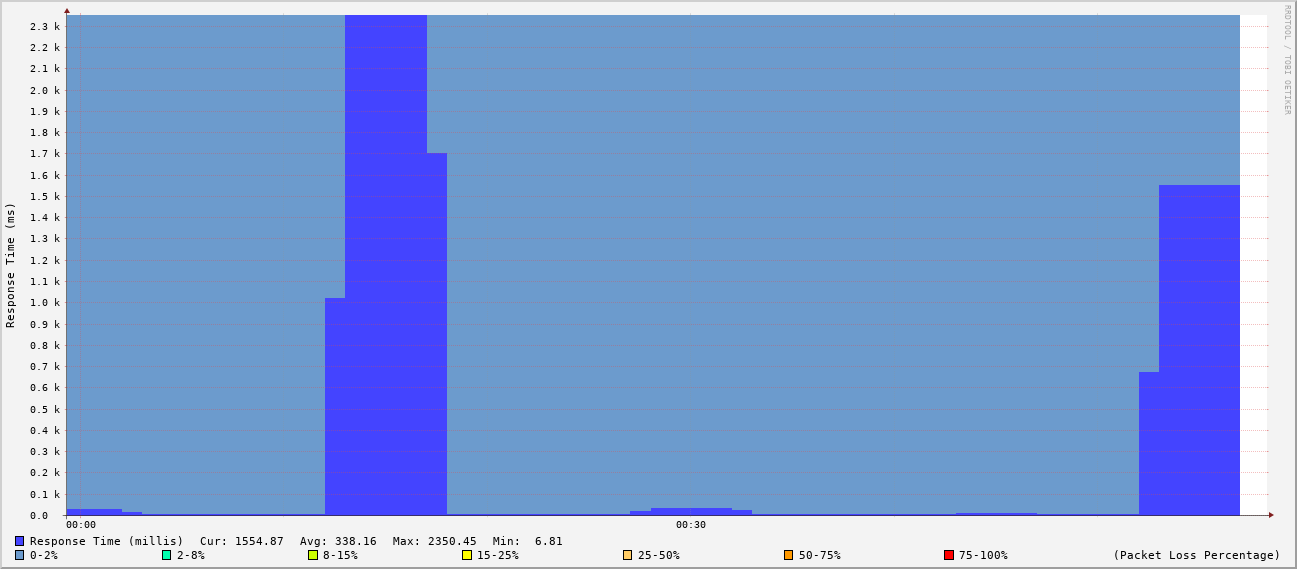 RRDTOOL / TOBI OETIKER
Response Time (ms)
2.3 k
2.2 k
2.1 k
2.0 k
1.9 k
1.8 k
1.7 k
1.6 k
1.5 k
1.4 k
1.3 k
1.2 k
1.1 k
1.0 k
0.9 k
0.8 k
0.7 k
0.6 k
0.5 k
0.4 k
0.3 k
0.2 k
0.1 k
0.0
00:00 00:30
Response Time (millis) Cur: 1554.87 Avg: 338.16 Max: 2350.45 Min: 6.81
0-2% 2-8% 8-15% 15-25% 25-50% 50-75% 75-100% (Packet Loss Percentage)